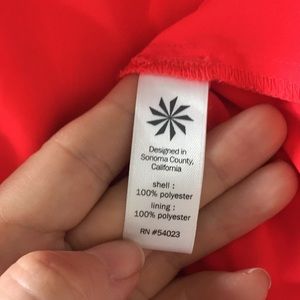 Designed in
Sonoma County,
California
shell :
100% polyester
lining :
100% polyester
RN #54023